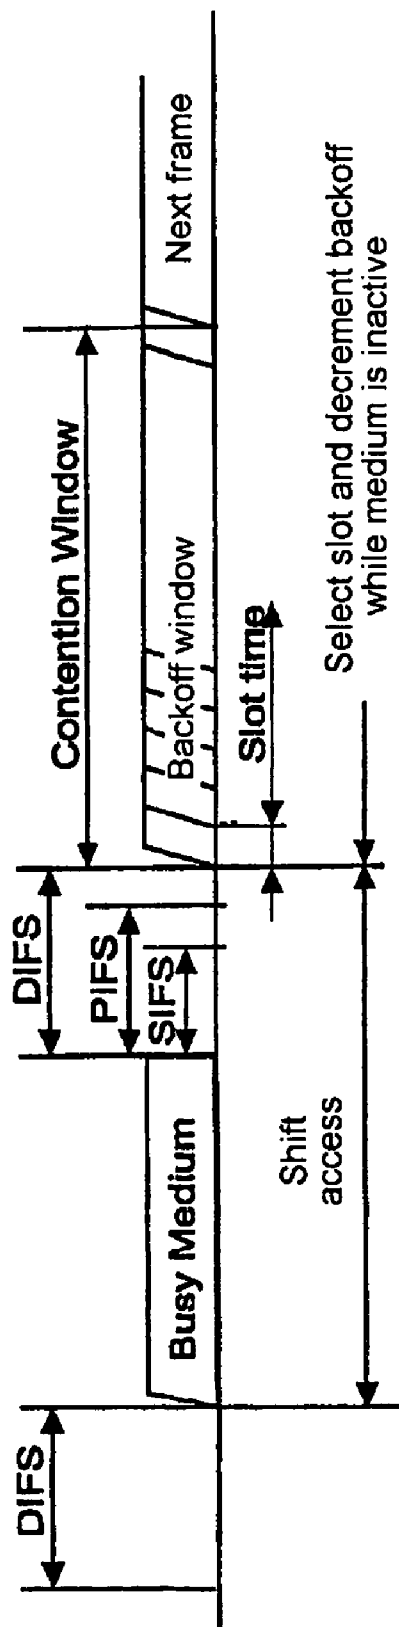 DIFS
Busy Medium
DIFS
PIFS
SIFS
Contention Window
Backoff window
Next frame
Slot time
Shift
access
Select slot and decrement backoff
while medium is inactive